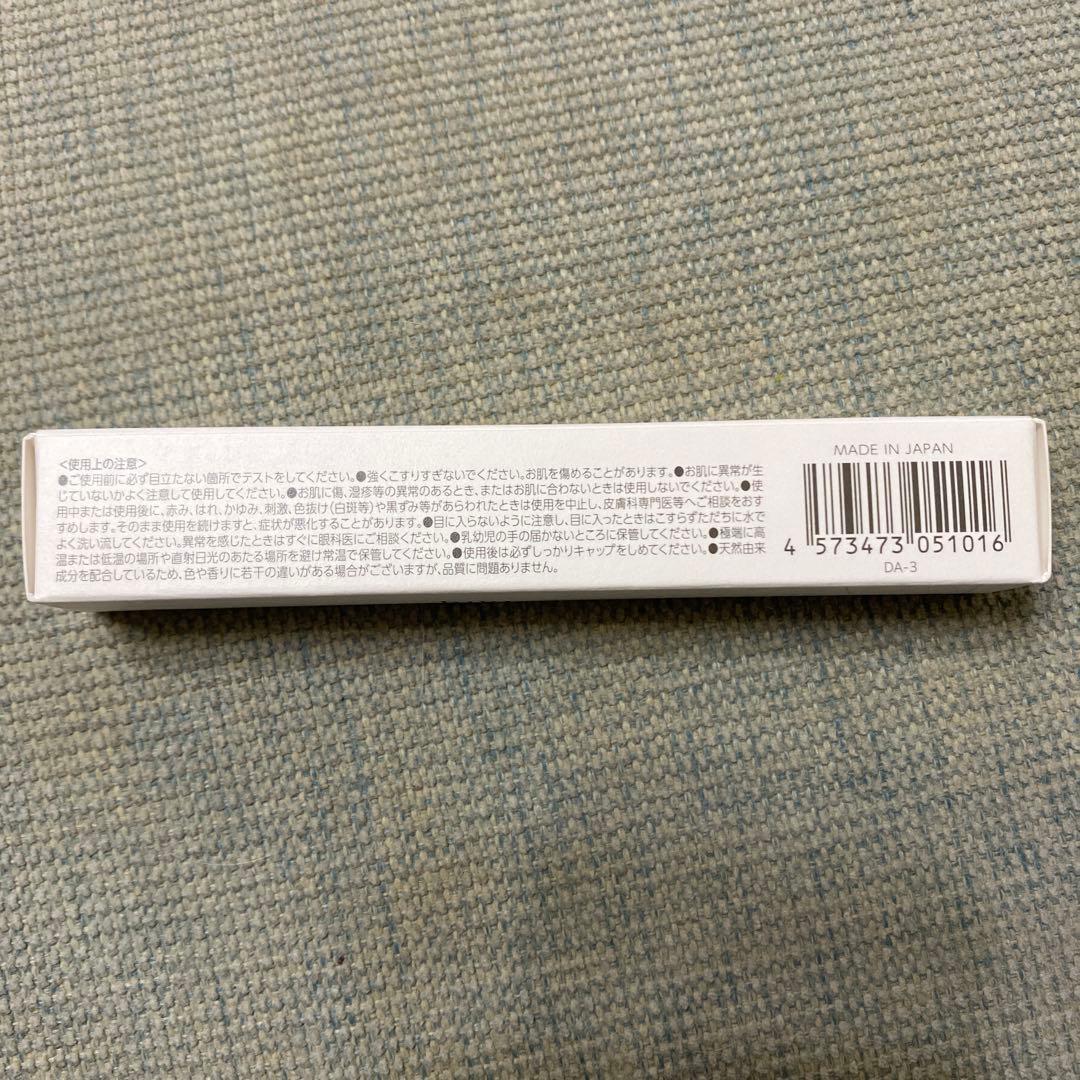 <使用上の注意>
●ご使用前に必ず目立たない箇所でテストをしてください。●強くこすりすぎないでください。お肌を傷めることがあります。●お肌に異常が生
じていないかよく注意して使用してください。●お肌に傷、湿疹等の異常のあるとき、またはお肌に合わないときは使用しないでください。●使
用中または使用後に、赤み、はれ、かゆみ、刺激、色抜け(白斑等)や黒ずみ等があらわれたときは使用を中止し、皮膚科専門医等へご相談をおす
すめします。そのまま使用を続けますと、症状が悪化することがあります。●目に入らないように注意し、目に入ったときはこすらずただちに水で
よく洗い流してください。異常を感じたときはすぐに眼科医にご相談ください。●乳幼児の手の届かないところに保管してください。●極端に高
温または低温の場所や直射日光のあたる場所を避け常温で保管してください。●使用後は必ずしっかりキャップをしめてください。●天然由来
成分を配合しているため、色や香りに若干の違いがある場合がございますが、品質に問題ありません。
MADE IN JAPAN
4 573473 051016
DA-3